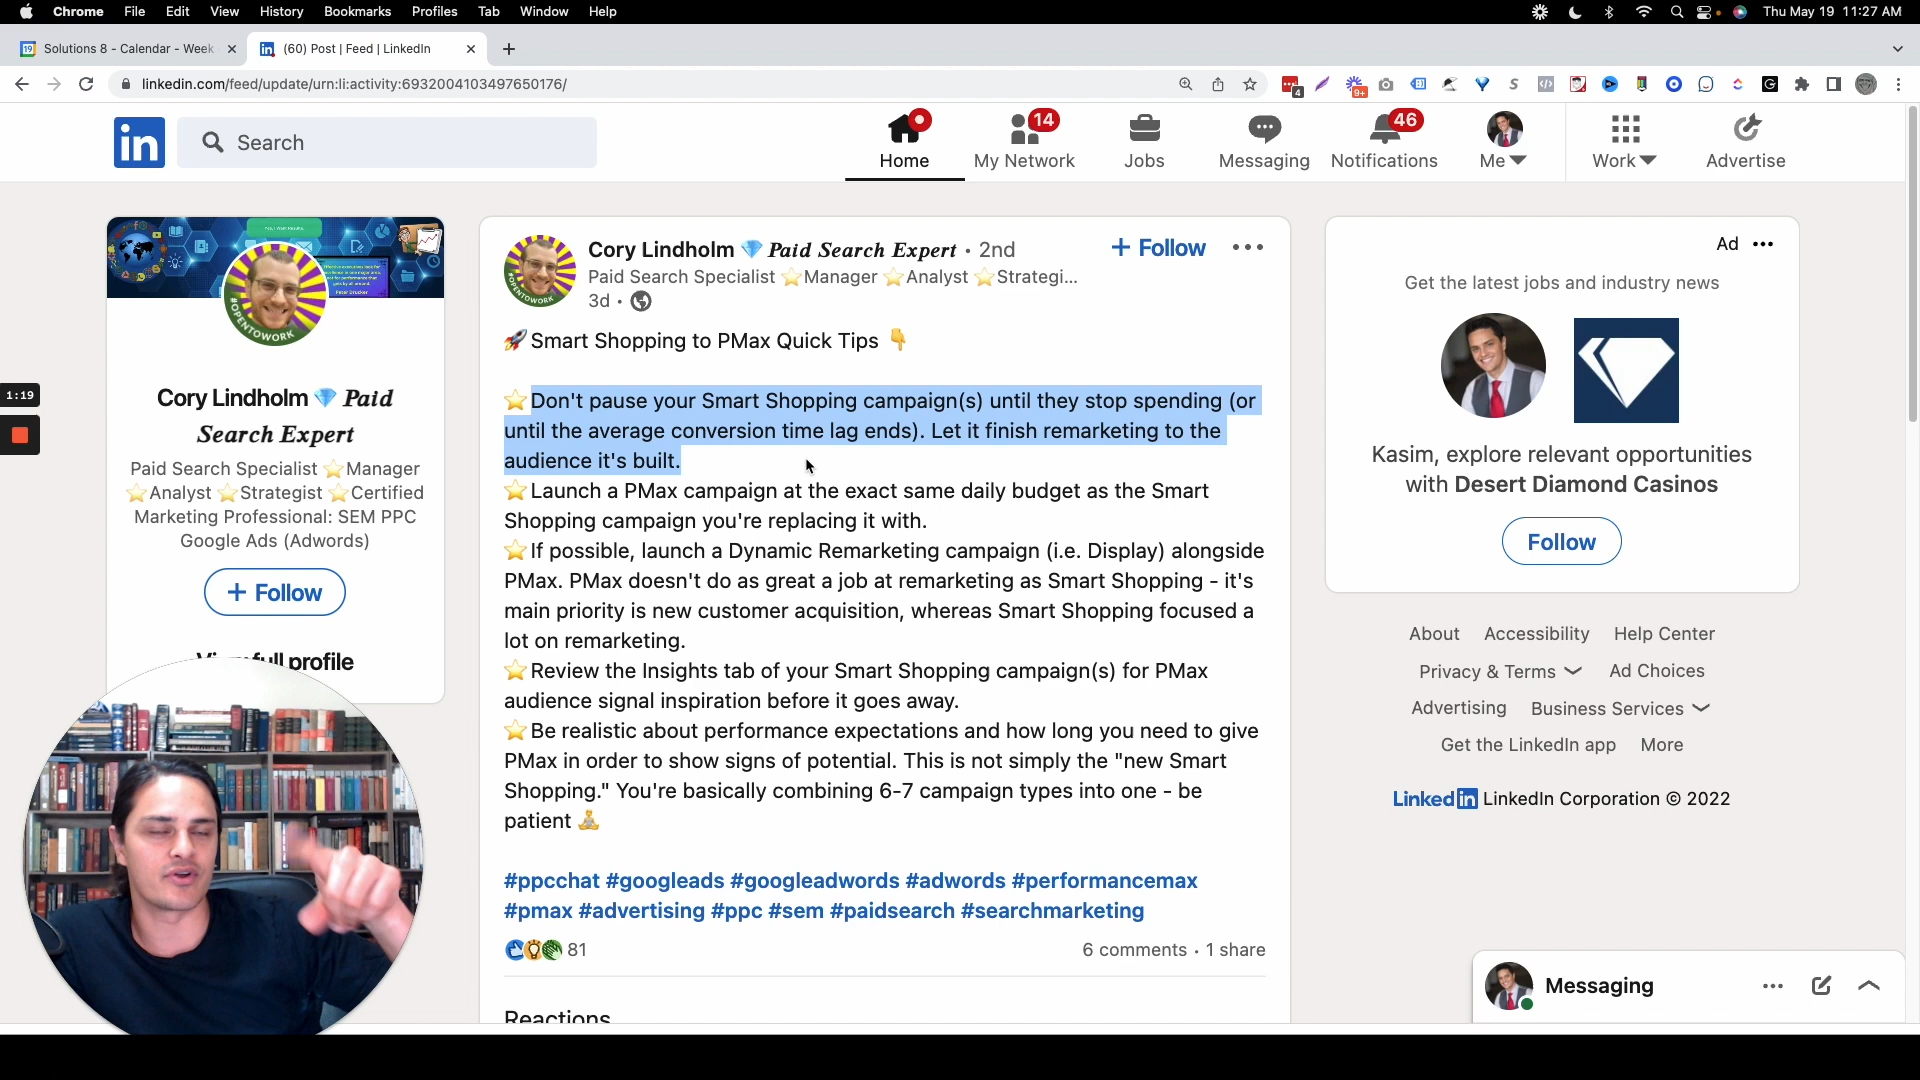 Chrome File Edit View History Bookmarks Profiles Tab Window Help
Thu May 19 11:27 AM
Solutions 8 - Calendar - Week
(60) Post | Feed | LinkedIn
linkedin.com/feed/update/urn:li:activity:6932004103497650176/
4
9+
in
Search
Home
14
My Network
Jobs
Messaging
46
Notifications
Me
Work
Advertise
1:19
Yes, I Want Results.
Peter Drucker
#OPENTOWORK
Cory Lindholm 💎 Paid
Search Expert
Paid Search Specialist ⭐Manager
⭐Analyst ⭐Strategist ⭐Certified
Marketing Professional: SEM PPC
Google Ads (Adwords)
+ Follow
full profile
#OPENTOWORK
Cory Lindholm 💎 Paid Search Expert • 2nd
Paid Search Specialist ⭐Manager ⭐Analyst ⭐Strategi...
3d •
+ Follow
🚀Smart Shopping to PMax Quick Tips 👇
⭐Don't pause your Smart Shopping campaign(s) until they stop spending (or
until the average conversion time lag ends). Let it finish remarketing to the
audience it's built.
⭐Launch a PMax campaign at the exact same daily budget as the Smart
Shopping campaign you're replacing it with.
⭐If possible, launch a Dynamic Remarketing campaign (i.e. Display) alongside
PMax. PMax doesn't do as great a job at remarketing as Smart Shopping - it's
main priority is new customer acquisition, whereas Smart Shopping focused a
lot on remarketing.
⭐Review the Insights tab of your Smart Shopping campaign(s) for PMax
audience signal inspiration before it goes away.
⭐Be realistic about performance expectations and how long you need to give
PMax in order to show signs of potential. This is not simply the "new Smart
Shopping." You're basically combining 6-7 campaign types into one - be
patient 🧘
#ppcchat #googleads #googleadwords #adwords #performancemax
#pmax #advertising #ppc #sem #paidsearch #searchmarketing
81
6 comments • 1 share
Reactions
Ad
Get the latest jobs and industry news
Kasim, explore relevant opportunities
with Desert Diamond Casinos
Follow
About Accessibility Help Center
Privacy & Terms Ad Choices
Advertising Business Services
Get the LinkedIn app More
LinkedIn LinkedIn Corporation © 2022
Messaging